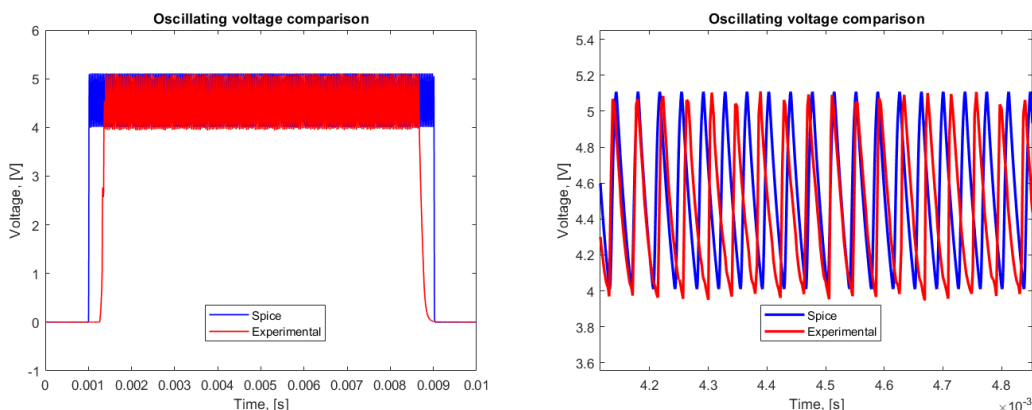 Oscillating voltage comparison
6
5
4
3
2
1
0
-1
Voltage, [V]
Spice
Experimental
0 0.001 0.002 0.003 0.004 0.005 0.006 0.007 0.008 0.009 0.01
Time, [s]
Oscillating voltage comparison
5.4
5.2
5
4.8
4.6
4.4
4.2
4
3.8
3.6
Voltage, [V]
Spice
Experimental
4.2 4.3 4.4 4.5 4.6 4.7 4.8
Time, [s]